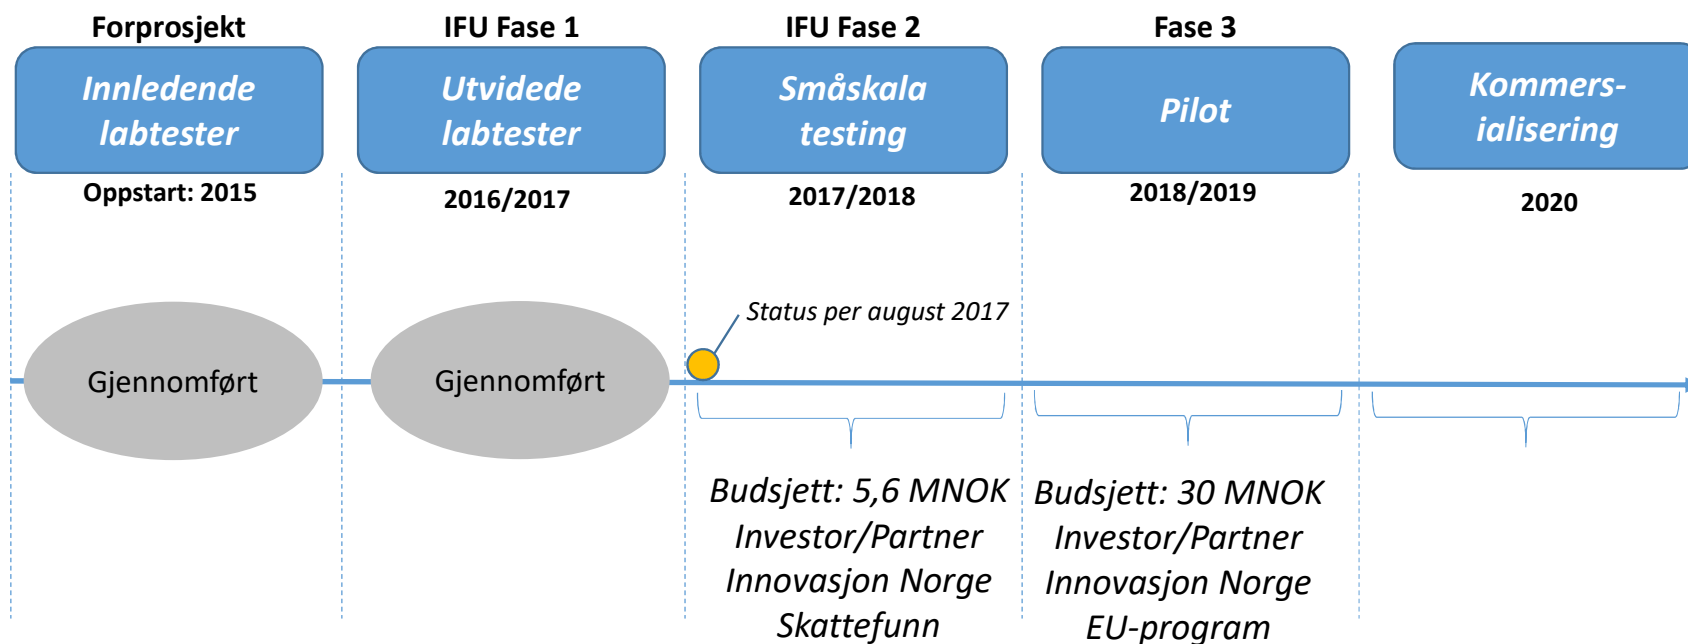 Forprosjekt
IFU Fase 1
IFU Fase 2
Fase 3
Innledende
labtester
Utvidede
labtester
Småskala
testing
Pilot
Kommers-
ialisering
Oppstart: 2015
2016/2017
2017/2018
2018/2019
2020
Status per august 2017
Gjennomført
Gjennomført
Budsjett: 5,6 MNOK
Investor/Partner
Innovasjon Norge
Skattefunn
Budsjett: 30 MNOK
Investor/Partner
Innovasjon Norge
EU-program